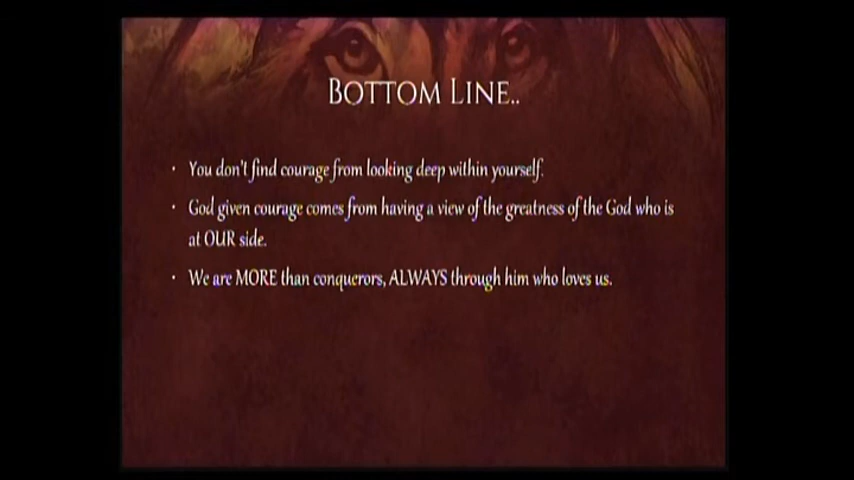 BOTTOM LINE..
• You don't find courage from looking deep within yourself.
• God given courage comes from having a view of the greatness of the God who is
at OUR side.
• We are MORE than conquerors, ALWAYS through him who loves us.